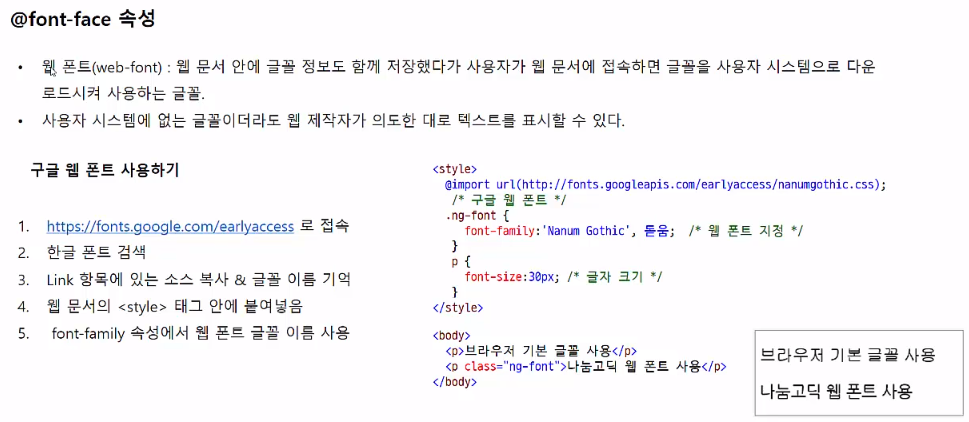 @font-face 속성
• 웹 폰트(web-font) : 웹 문서 안에 글꼴 정보도 함께 저장했다가 사용자가 웹 문서에 접속하면 글꼴을 사용자 시스템으로 다운
로드시켜 사용하는 글꼴.
• 사용자 시스템에 없는 글꼴이더라도 웹 제작자가 의도한 대로 텍스트를 표시할 수 있다.
구글 웹 폰트 사용하기
1. https://fonts.google.com/earlyaccess 로 접속
2. 한글 폰트 검색
3. Link 항목에 있는 소스 복사 & 글꼴 이름 기억
4. 웹 문서의 <style> 태그 안에 붙여넣음
5. font-family 속성에서 웹 폰트 글꼴 이름 사용
<style>
@import url(http://fonts.googleapis.com/earlyaccess/nanumgothic.css);
/* 구글 웹 폰트 */
.ng-font {
font-family:'Nanum Gothic', 돋움; /* 웹 폰트 지정 */
}
p {
font-size:30px; /* 글자 크기 */
}
</style>
<body>
<p>브라우저 기본 글꼴 사용</p>
<p class="ng-font">나눔고딕 웹 폰트 사용</p>
</body>
브라우저 기본 글꼴 사용
나눔고딕 웹 폰트 사용